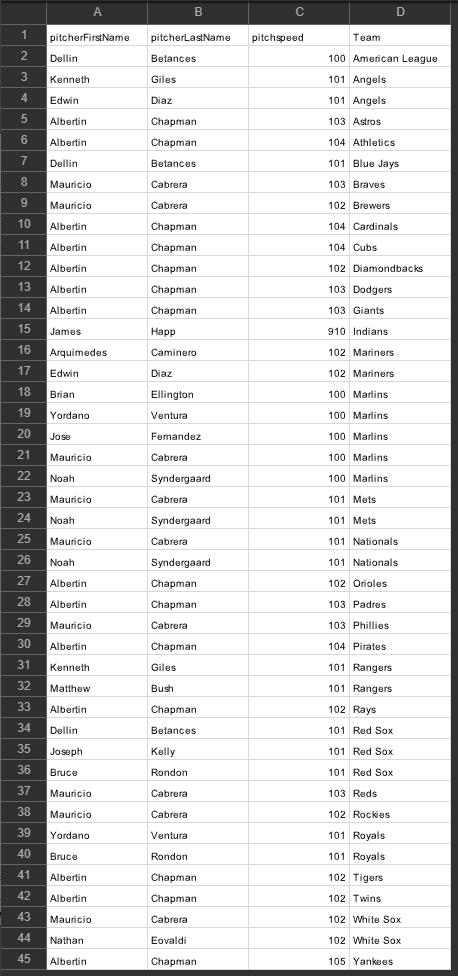 A B C D
1 pitcherFirstName pitcherLastName pitchspeed Team
2 Dellin Betances 100 American League
3 Kenneth Giles 101 Angels
4 Edwin Diaz 101 Angels
5 Albertin Chapman 103 Astros
6 Albertin Chapman 104 Athletics
7 Dellin Betances 101 Blue Jays
8 Mauricio Cabrera 103 Braves
9 Mauricio Cabrera 102 Brewers
10 Albertin Chapman 104 Cardinals
11 Albertin Chapman 104 Cubs
12 Albertin Chapman 102 Diamondbacks
13 Albertin Chapman 103 Dodgers
14 Albertin Chapman 103 Giants
15 James Happ 910 Indians
16 Arquimedes Caminero 102 Mariners
17 Edwin Diaz 102 Mariners
18 Brian Ellington 100 Marlins
19 Yordano Ventura 100 Marlins
20 Jose Fernandez 100 Marlins
21 Mauricio Cabrera 100 Marlins
22 Noah Syndergaard 100 Marlins
23 Mauricio Cabrera 101 Mets
24 Noah Syndergaard 101 Mets
25 Mauricio Cabrera 101 Nationals
26 Noah Syndergaard 101 Nationals
27 Albertin Chapman 102 Orioles
28 Albertin Chapman 103 Padres
29 Mauricio Cabrera 103 Phillies
30 Albertin Chapman 104 Pirates
31 Kenneth Giles 101 Rangers
32 Matthew Bush 101 Rangers
33 Albertin Chapman 102 Rays
34 Dellin Betances 101 Red Sox
35 Joseph Kelly 101 Red Sox
36 Bruce Rondon 101 Red Sox
37 Mauricio Cabrera 103 Reds
38 Mauricio Cabrera 102 Rockies
39 Yordano Ventura 101 Royals
40 Bruce Rondon 101 Royals
41 Albertin Chapman 102 Tigers
42 Albertin Chapman 102 Twins
43 Mauricio Cabrera 102 White Sox
44 Nathan Eovaldi 102 White Sox
45 Albertin Chapman 105 Yankees